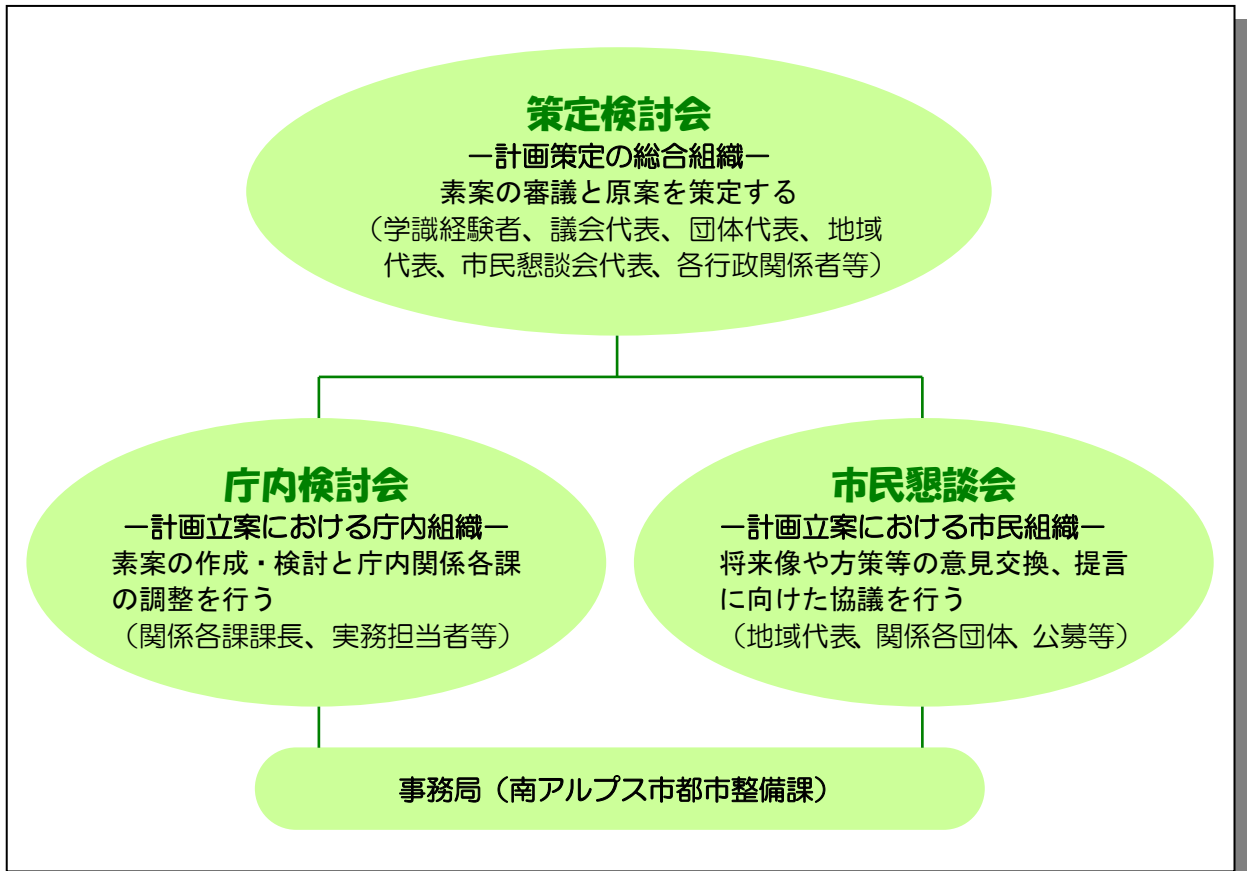 策定検討会
ー計画策定の総合組織ー
素案の審議と原案を策定する
（学識経験者、議会代表、団体代表、地域
代表、市民懇談会代表、各行政関係者等）
庁内検討会
ー計画立案における庁内組織ー
素案の作成・検討と庁内関係各課
の調整を行う
（関係各課課長、実務担当者等）
市民懇談会
ー計画立案における市民組織ー
将来像や方策等の意見交換、提言
に向けた協議を行う
（地域代表、関係各団体、公募等）
事務局（南アルプス市都市整備課）